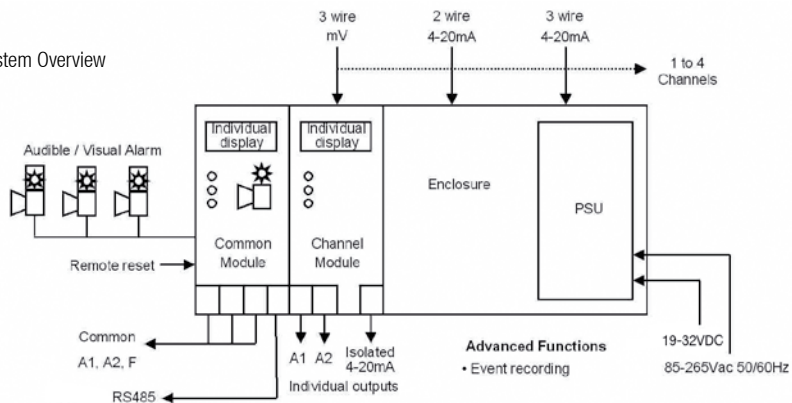 3 wire
mV
2 wire
4-20mA
3 wire
4-20mA
stem Overview
1 to 4
Channels
Individual
display
Individual
display
Audible / Visual Alarm
Enclosure
PSU
Common
Module
Channel
Module
Remote reset
Common
A1, A2, F
A1
A2
Isolated
4-20mA
Individual outputs
RS485
Advanced Functions
• Event recording
19-32VDC
85-265Vac 50/60Hz